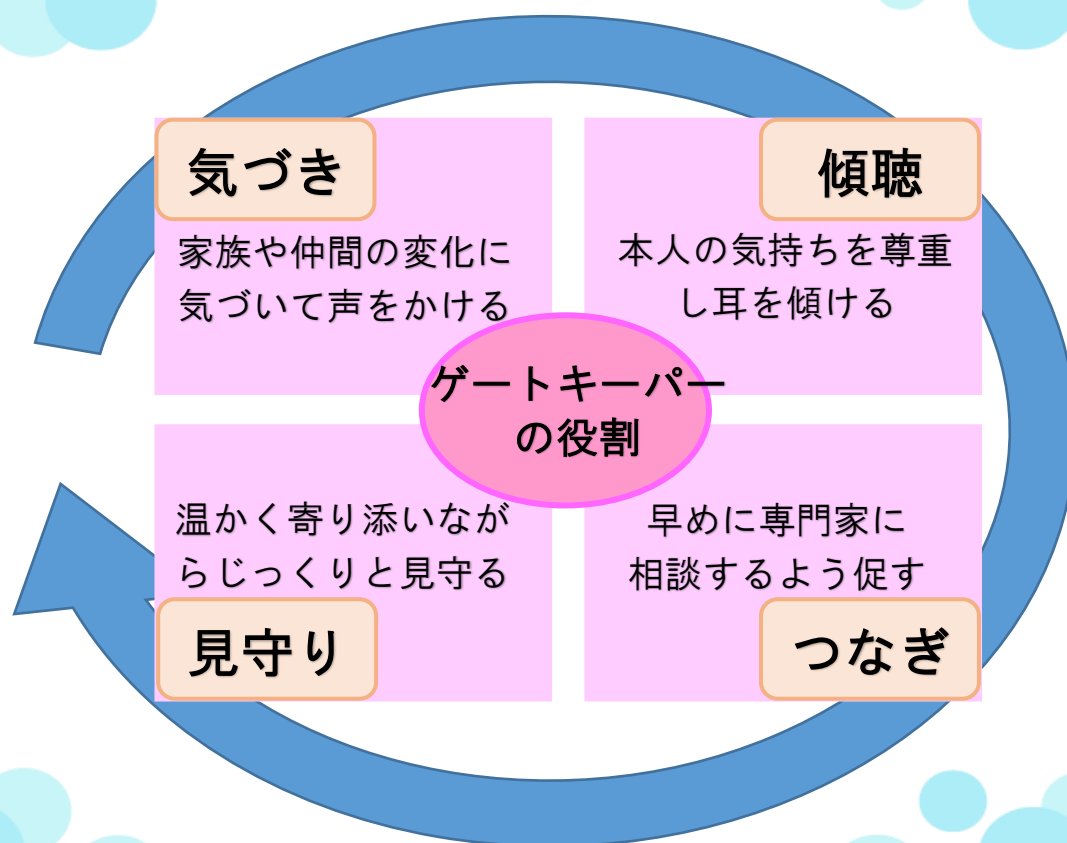 気づき
家族や仲間の変化に
気づいて声をかける
傾聴
本人の気持ちを尊重
し耳を傾ける
ゲートキーパー
の役割
温かく寄り添いなが
らじっくりと見守る
見守り
早めに専門家に
相談するよう促す
つなぎ